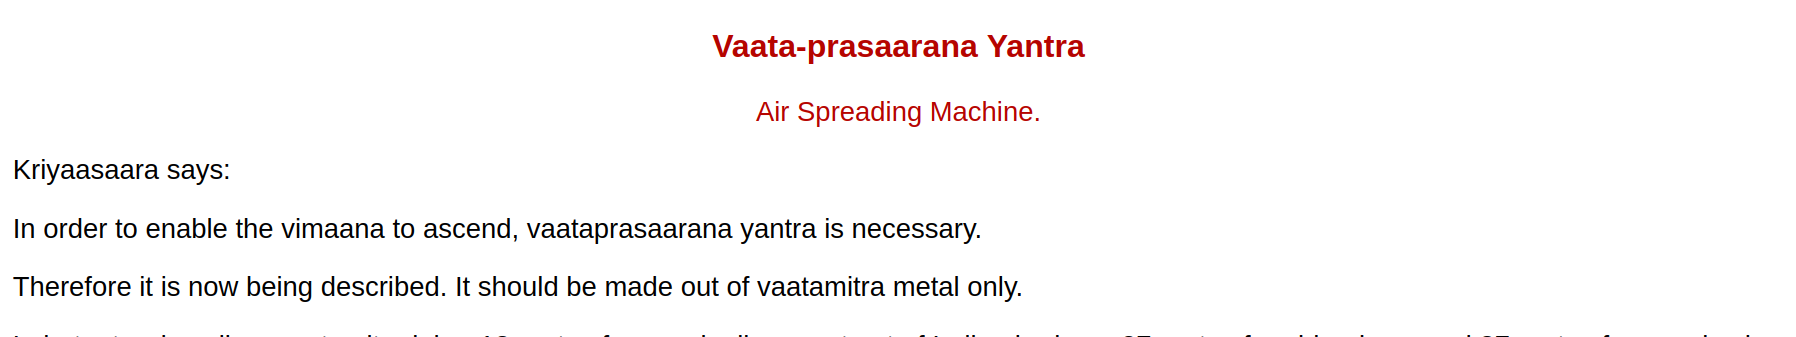 Vaata-prasaarana Yantra
Air Spreading Machine.
Kriyaasaara says:
In order to enable the vimaana to ascend, vaataprasaarana yantra is necessary.
Therefore it is now being described. It should be made out of vaatamitra metal only.